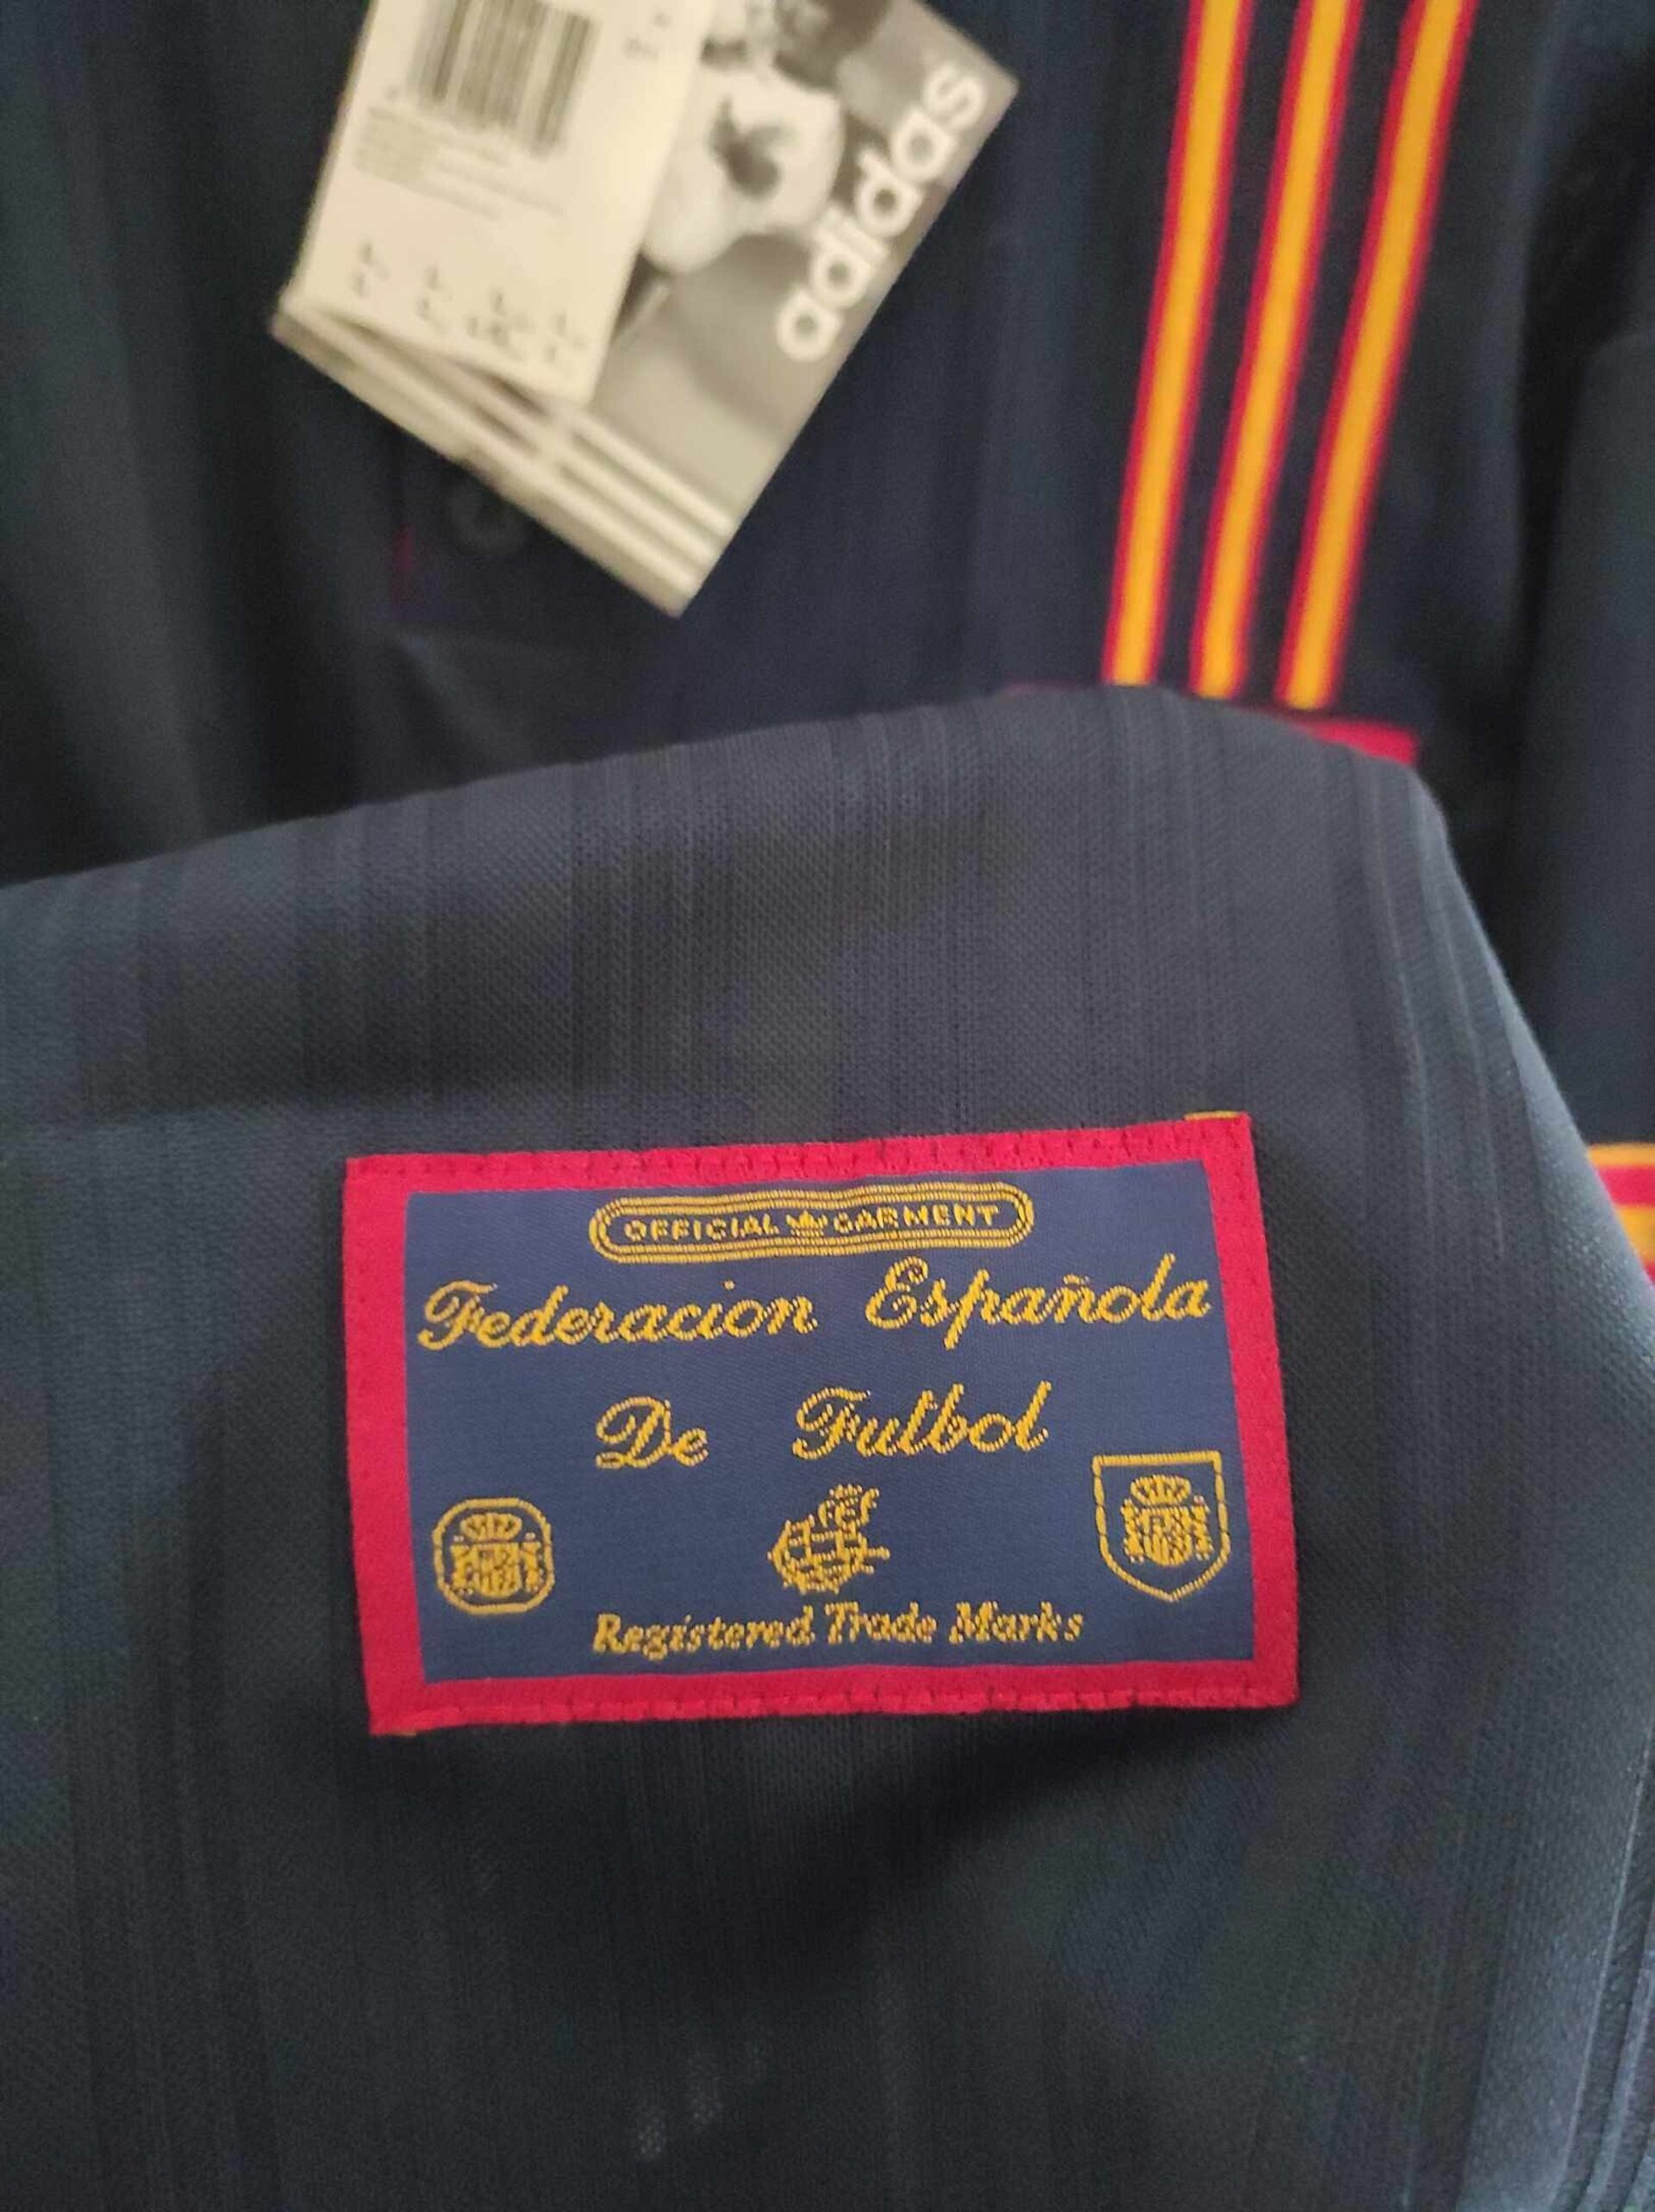 adidas
OFFICIAL GARMENT
Federacion Española
De Futbol
Registered Trade Marks